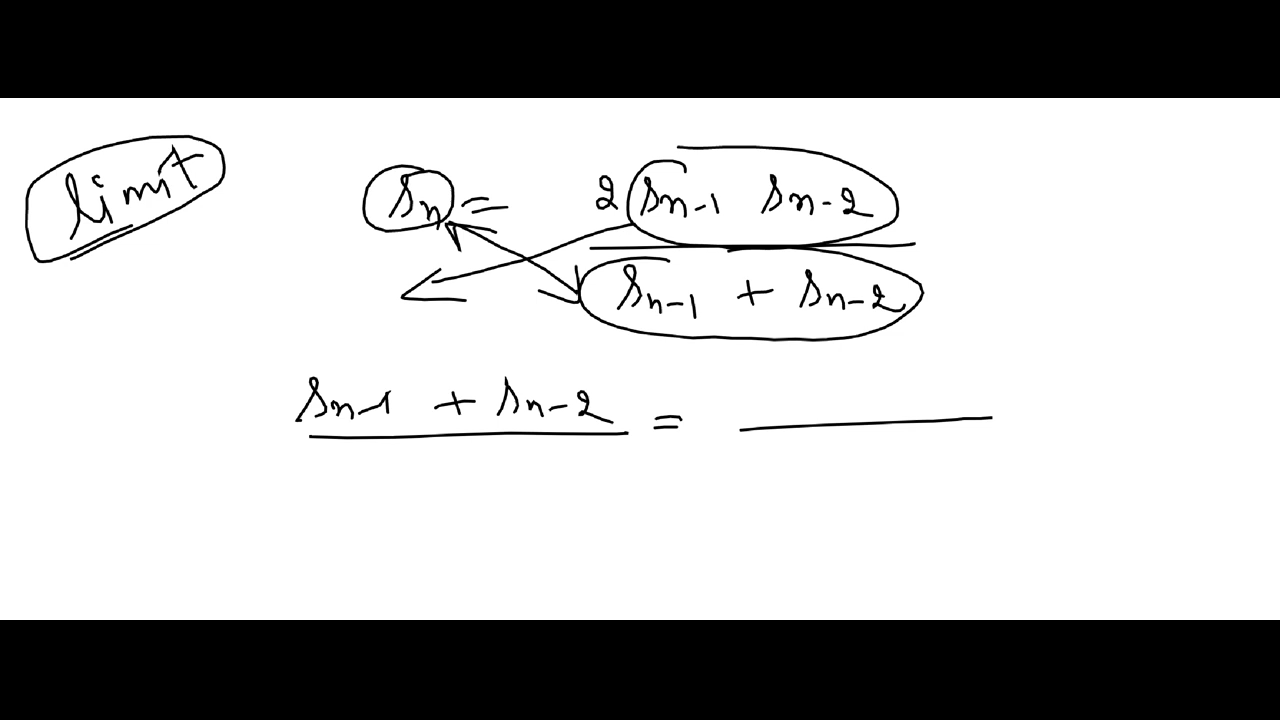 limit
Sn = 2 Sn-1 Sn-2
Sn-1 + Sn-2
Sn-1 + Sn-2 =